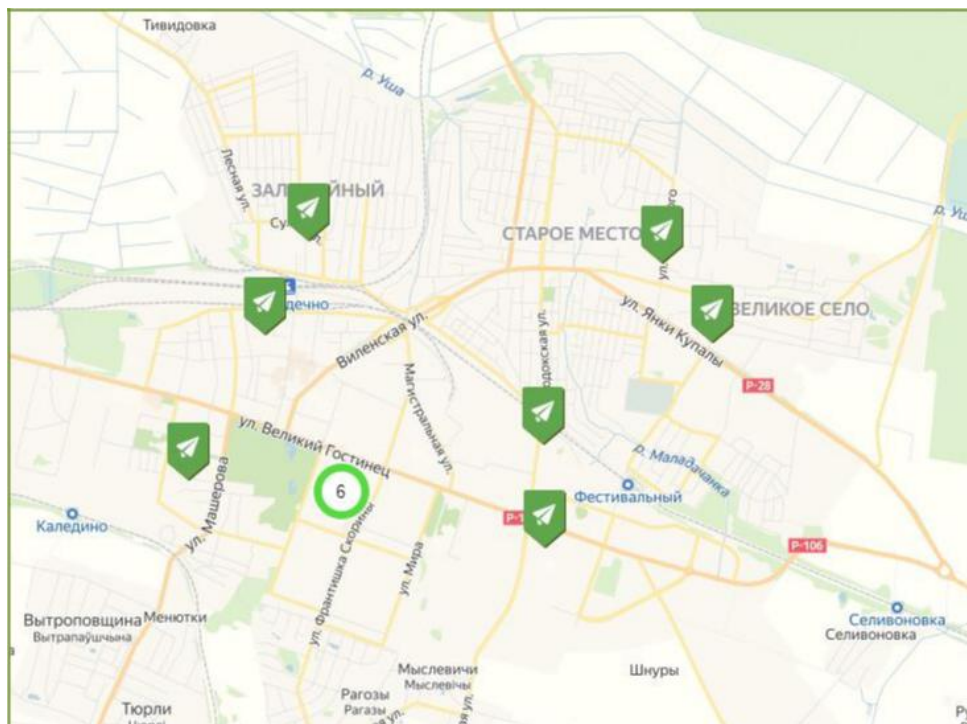 Тивидовка
р. Уша
Лесная ул.
р. Уша
СТАРОЕ МЕСТО
ВЕЛИКОЕ СЕЛО
ул. Янки Купалы
Виленская ул.
Магистральная ул.
Р-28
ул. Великий Гостинец
р. Маладачанка
6
Фестивальный
ул. Машерова
Каледино
ул. Франтишка Скорины
ул. Мира
Р-106
Вытроповщина
Вытрапаўшчына
Менютки
Селивоновка
Селивоновка
Мыслевичи
Мыслевічы
Шнуры
Рагозы
Рагазы
Тюрли